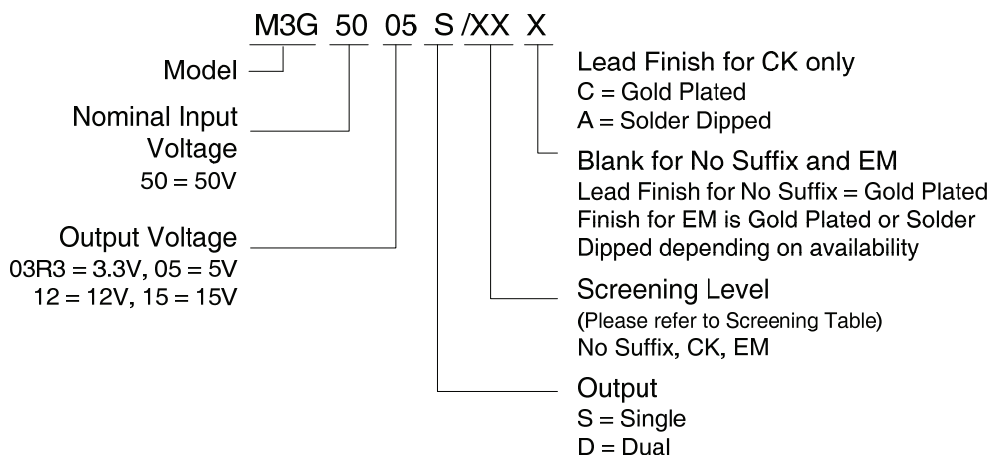 M3G 50 05 S /XX X
Model
Nominal Input
Voltage
50 = 50V
Output Voltage
03R3 = 3.3V, 05 = 5V
12 = 12V, 15 = 15V
Lead Finish for CK only
C = Gold Plated
A = Solder Dipped
Blank for No Suffix and EM
Lead Finish for No Suffix = Gold Plated
Finish for EM is Gold Plated or Solder
Dipped depending on availability
Screening Level
(Please refer to Screening Table)
No Suffix, CK, EM
Output
S = Single
D = Dual